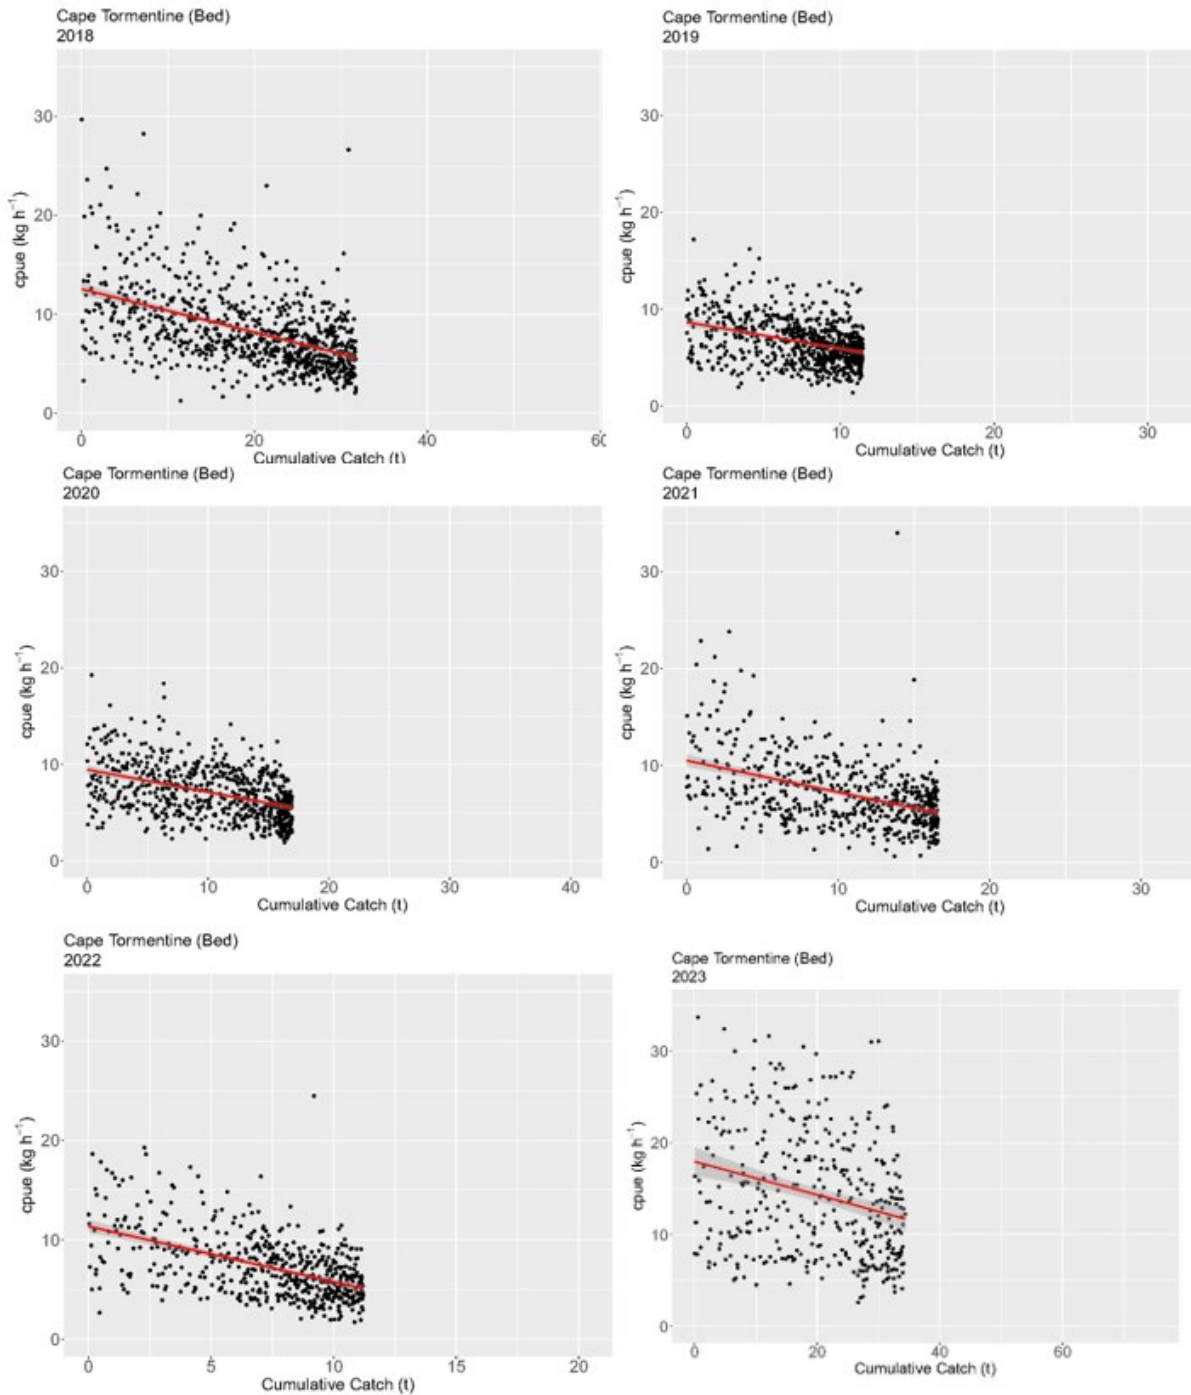 Cape Tormentine (Bed)
2018
30
20
10
0
cpue (kg h⁻¹)
0 20 40
Cumulative Catch (t)
Cape Tormentine (Bed)
2019
30
20
10
0
cpue (kg h⁻¹)
0 10 20 30
Cumulative Catch (t)
Cape Tormentine (Bed)
2020
30
20
10
0
cpue (kg h⁻¹)
0 10 20 30 40
Cumulative Catch (t)
Cape Tormentine (Bed)
2021
30
20
10
0
cpue (kg h⁻¹)
0 10 20 30
Cumulative Catch (t)
Cape Tormentine (Bed)
2022
30
20
10
0
cpue (kg h⁻¹)
0 5 10 15 20
Cumulative Catch (t)
Cape Tormentine (Bed)
2023
30
20
10
0
cpue (kg h⁻¹)
0 20 40 60
Cumulative Catch (t)